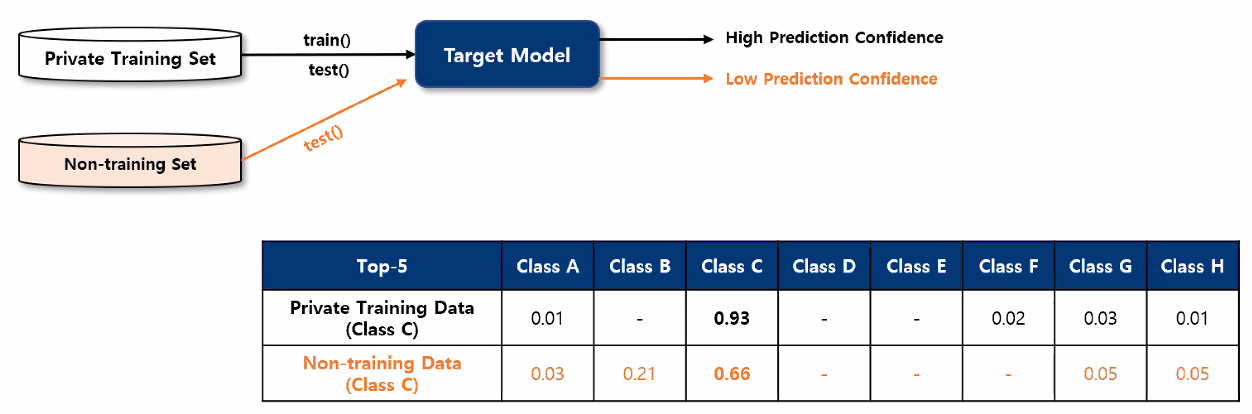 Private Training Set
train()
test()
Target Model
High Prediction Confidence
Low Prediction Confidence
Non-training Set
test()
Top-5 Class A Class B Class C Class D Class E Class F Class G Class H
Private Training Data
(Class C) 0.01 - 0.93 - - 0.02 0.03 0.01
Non-training Data
(Class C) 0.03 0.21 0.66 - - - 0.05 0.05